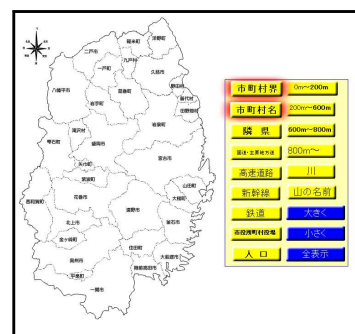 軽米町
洋野町
二戸市
九戸村
一戸町
久慈市
八幡平市
葛巻町
野田村
普代村
岩手町
田野畑村
岩泉町
滝沢村
盛岡市
雫石町
宮古市
矢巾町
紫波町
山田町
西和賀町
花巻市
大槌町
遠野市
北上市
釜石市
金ヶ崎町
住田町
奥州市
大船渡市
陸前高田市
平泉町
一関市
市町村界
0m～200m
市町村名
200m～600m
隣県
600m～800m
国道・主要地方道
800m～
高速道路
川
新幹線
山の名前
鉄道
大きく
市役所町村役場
小さく
人口
全表示